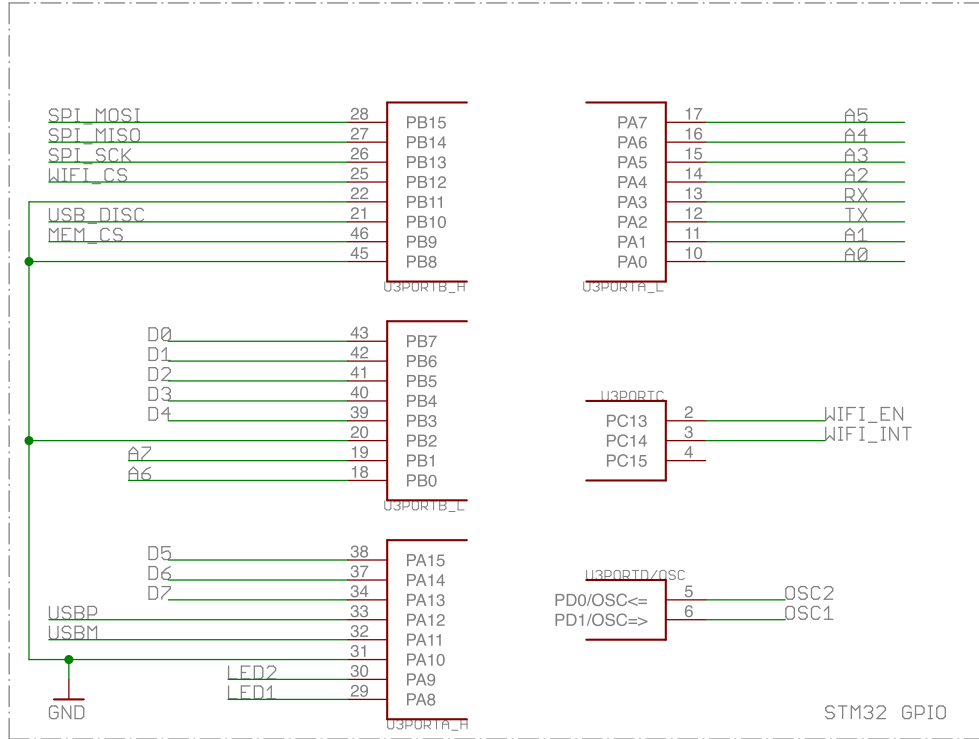 SPI_MOSI 28 PB15
SPI_MISO 27 PB14
SPI_SCK 26 PB13
WIFI_CS 25 PB12
22 PB11
USB_DISC 21 PB10
MEM_CS 46 PB9
45 PB8
U3PORTB_H
PA7 17 A5
PA6 16 A4
PA5 15 A3
PA4 14 A2
PA3 13 RX
PA2 12 TX
PA1 11 A1
PA0 10 A0
U3PORTA_L
D0 43 PB7
D1 42 PB6
D2 41 PB5
D3 40 PB4
D4 39 PB3
20 PB2
A7 19 PB1
A6 18 PB0
U3PORTB_L
U3PORTC
PC13 2 WIFI_EN
PC14 3 WIFI_INT
PC15 4
D5 38 PA15
D6 37 PA14
D7 34 PA13
USBP 33 PA12
USBM 32 PA11
31 PA10
LED2 30 PA9
LED1 29 PA8
U3PORTA_H
GND
U3PORTD/OSC
PD0/OSC<= 5 OSC2
PD1/OSC=> 6 OSC1
STM32 GPIO